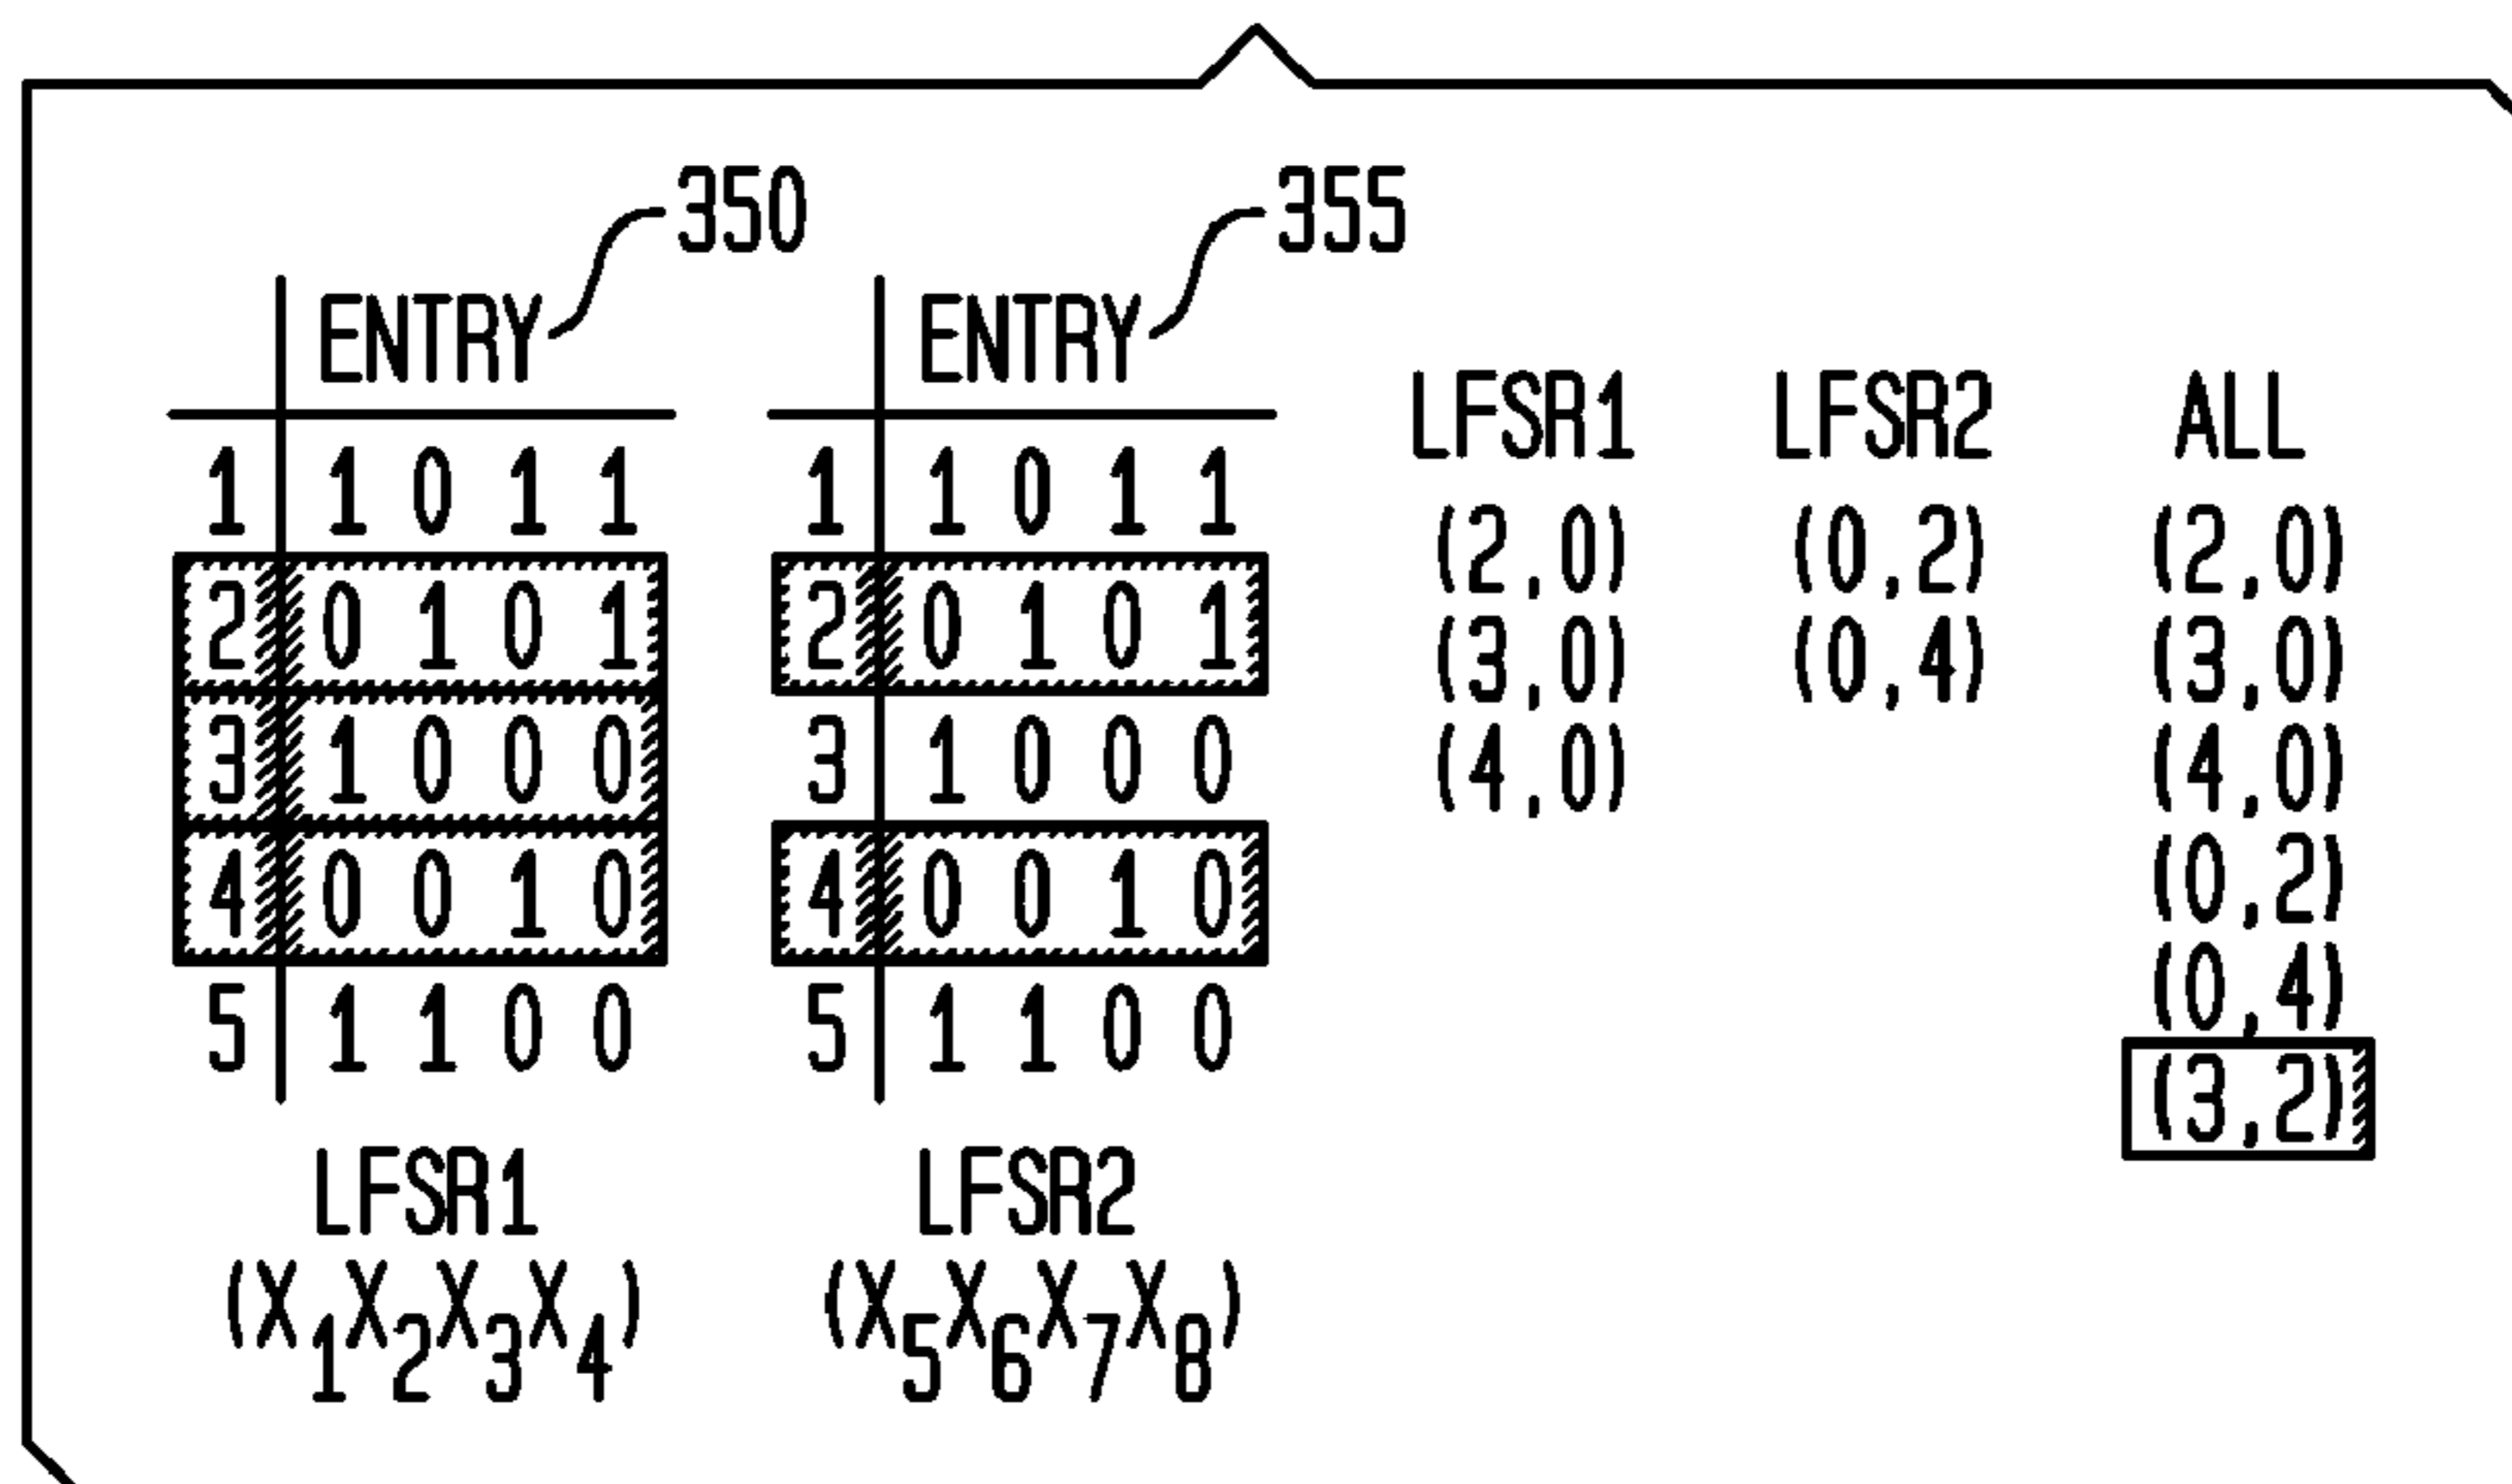 350 355
ENTRY ENTRY
LFSR1 LFSR2 ALL
1 1 0 1 1 1 1 0 1 1
(2,0) (0,2) (2,0)
2 0 1 0 1 2 0 1 0 1
(3,0) (0,4) (3,0)
3 1 0 0 0 3 1 0 0 0
(4,0) (4,0)
4 0 0 1 0 4 0 0 1 0
(0,2)
(0,4)
5 1 1 0 0 5 1 1 0 0
(3,2)
LFSR1 LFSR2
(X1X2X3X4) (X5X6X7X8)